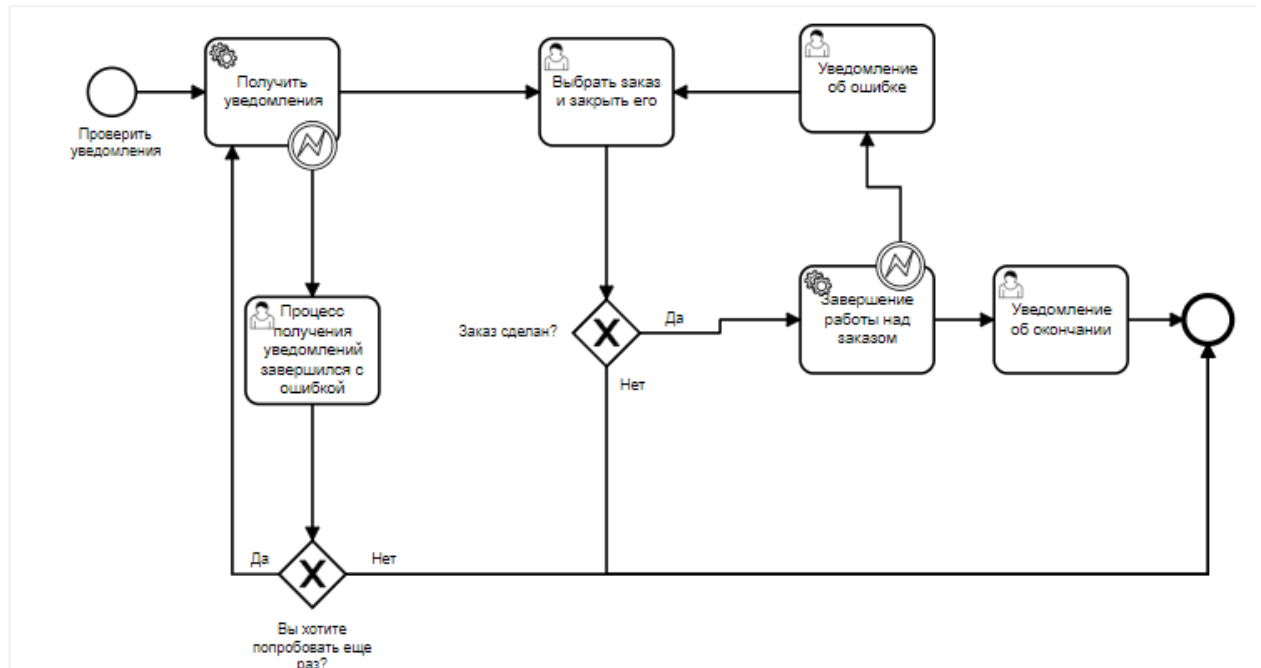 Проверить
уведомления
Получить
уведомления
Выбрать заказ
и закрыть его
Уведомление
об ошибке
Процесс
получения
уведомлений
завершился с
ошибкой
Заказ сделан?
Да
Нет
Завершение
работы над
заказом
Уведомление
об окончании
Да
Нет
Вы хотите
попробовать еще
раз?